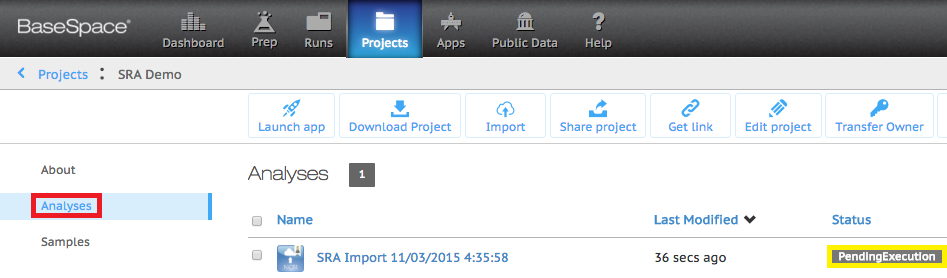 BaseSpace®
Dashboard Prep Runs Projects Apps Public Data Help
Projects : SRA Demo
Launch app Download Project Import Share project Get link Edit project Transfer Owner
About
Analyses
Samples
Analyses 1
Name Last Modified Status
SRA Import 11/03/2015 4:35:58 36 secs ago PendingExecution